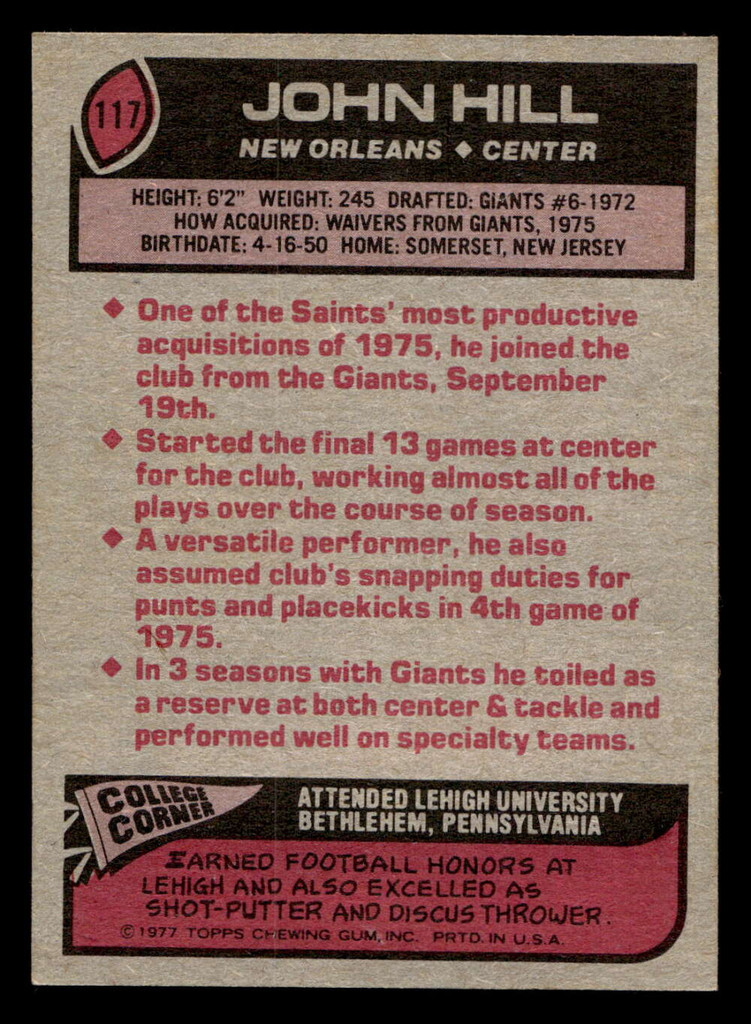 117
JOHN HILL
NEW ORLEANS ♦ CENTER
HEIGHT: 6'2" WEIGHT: 245 DRAFTED: GIANTS #6-1972
HOW ACQUIRED: WAIVERS FROM GIANTS, 1975
BIRTHDATE: 4-16-50 HOME: SOMERSET, NEW JERSEY
♦ One of the Saints' most productive
acquisitions of 1975, he joined the
club from the Giants, September
19th.
♦ Started the final 13 games at center
for the club, working almost all of the
plays over the course of season.
♦ A versatile performer, he also
assumed club's snapping duties for
punts and placekicks in 4th game of
1975.
♦ In 3 seasons with Giants he toiled as
a reserve at both center & tackle and
performed well on specialty teams.
COLLEGE
CORNER
ATTENDED LEHIGH UNIVERSITY
BETHLEHEM, PENNSYLVANIA
EARNED FOOTBALL HONORS AT
LEHIGH AND ALSO EXCELLED AS
SHOT-PUTTER AND DISCUS THROWER.
© 1977 TOPPS CHEWING GUM, INC. PRTD. IN U.S.A.